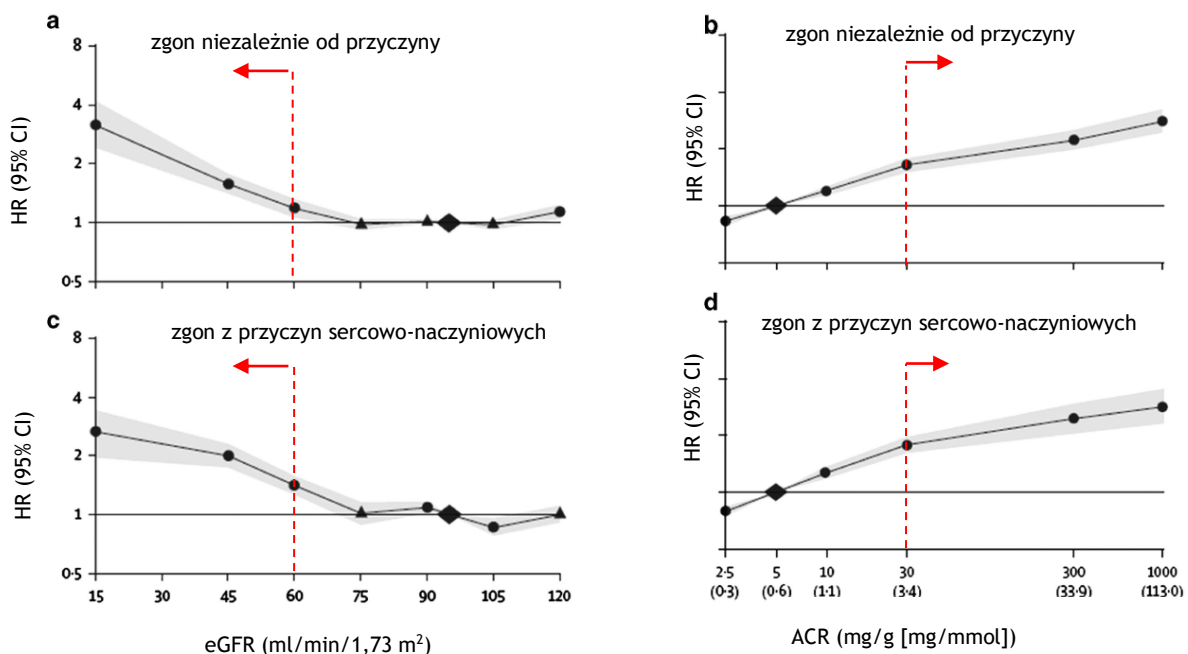 a
zgon niezależnie od przyczyny
8
4
2
1
0·5
HR (95% CI)
b
zgon niezależnie od przyczyny
HR (95% CI)
c
zgon z przyczyn sercowo-naczyniowych
8
4
2
1
0·5
HR (95% CI)
15 30 45 60 75 90 105 120
eGFR (ml/min/1,73 m²)
d
zgon z przyczyn sercowo-naczyniowych
HR (95% CI)
2·5 5 10 30 300 1000
(0·3) (0·6) (1·1) (3·4) (33·9) (113·0)
ACR (mg/g [mg/mmol])